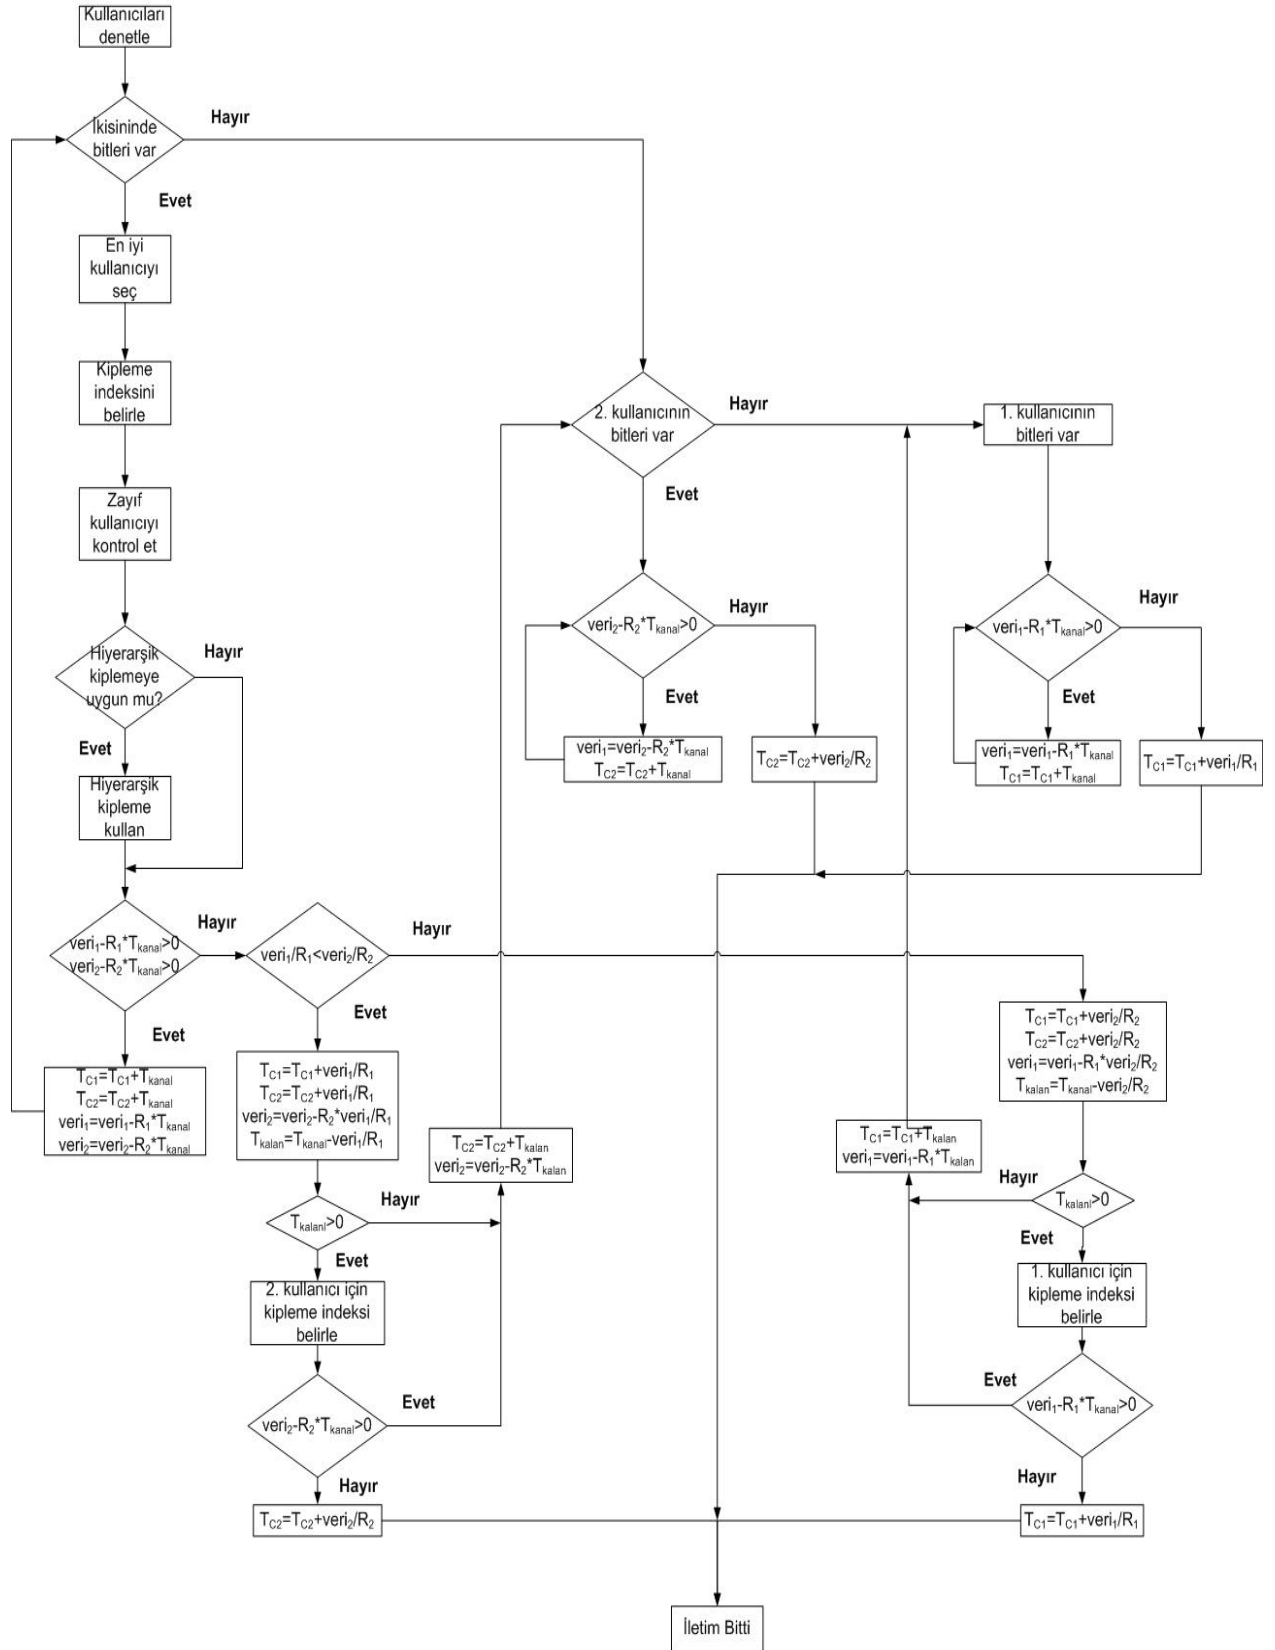 Kullanıcıları
denetle
Hayır
İkisininde
bitleri var
Evet
En iyi
kullanıcıyı
seç
Kipleme
indeksini
belirle
Zayıf
kullanıcıyı
kontrol et
Hiyerarşik
kiplemeye
uygun mu?
Hayır
Evet
Hiyerarşik
kipleme
kullan
veri₁-R₁*Tkanal>0
veri₂-R₂*Tkanal>0
Hayır
Evet
TC1=TC1+Tkanal
TC2=TC2+Tkanal
veri₁=veri₁-R₁*Tkanal
veri₂=veri₂-R₂*Tkanal
veri₁/R₁<veri₂/R₂
Hayır
Evet
TC1=TC1+veri₁/R₁
TC2=TC2+veri₁/R₁
veri₂=veri₂-R₂*veri₁/R₁
Tkalan=Tkanal-veri₁/R₁
Tkalanl>0
Hayır
Evet
2. kullanıcı için
kipleme indeksi
belirle
veri₂-R₂*Tkanal>0
Evet
Hayır
TC2=TC2+veri₂/R₂
TC2=TC2+Tkalan
veri₂=veri₂-R₂*Tkalan
2. kullanıcının
bitleri var
Hayır
Evet
veri₂-R₂*Tkanal>0
Hayır
Evet
veri₁=veri₂-R₂*Tkanal
TC2=TC2+Tkanal
TC2=TC2+veri₂/R₂
1. kullanıcının
bitleri var
veri₁-R₁*Tkanal>0
Hayır
Evet
veri₁=veri₁-R₁*Tkanal
TC1=TC1+Tkanal
TC1=TC1+veri₁/R₁
TC1=TC1+veri₂/R₂
TC2=TC2+veri₂/R₂
veri₁=veri₁-R₁*veri₂/R₂
Tkalan=Tkanal-veri₂/R₂
TC1=TC1+Tkalan
veri₁=veri₁-R₁*Tkalan
Hayır
Tkalanl>0
Evet
1. kullanıcı için
kipleme indeksi
belirle
Evet
veri₁-R₁*Tkanal>0
Hayır
TC1=TC1+veri₁/R₁
İletim Bitti